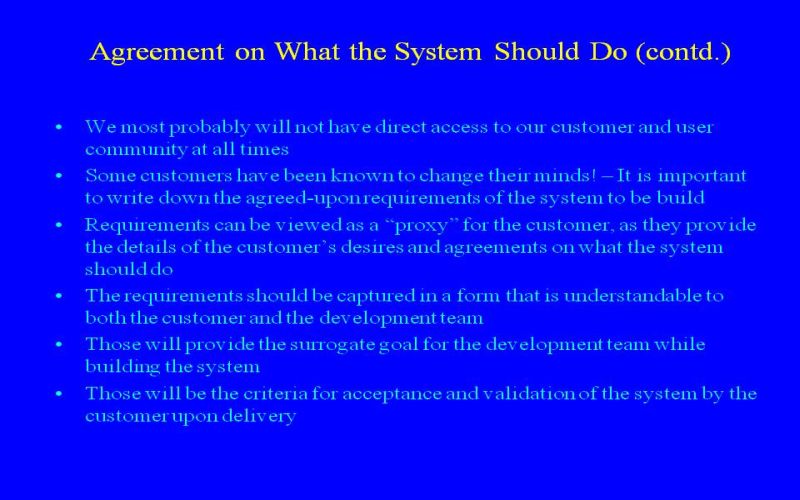 Agreement on What the System Should Do (contd.)
• We most probably will not have direct access to our customer and user
community at all times
• Some customers have been known to change their minds! – It is important
to write down the agreed-upon requirements of the system to be build
• Requirements can be viewed as a “proxy” for the customer, as they provide
the details of the customer’s desires and agreements on what the system
should do
• The requirements should be captured in a form that is understandable to
both the customer and the development team
• Those will provide the surrogate goal for the development team while
building the system
• Those will be the criteria for acceptance and validation of the system by the
customer upon delivery